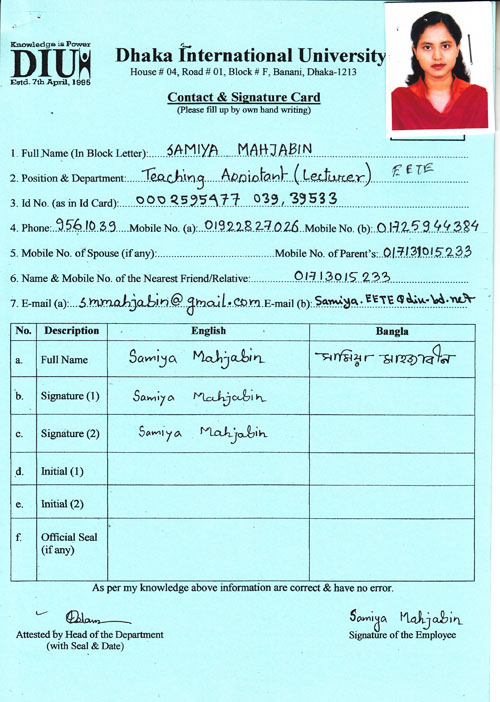 Knowledge is Power
DIU
Estd. 7th April, 1995
Dhaka International University
House # 04, Road # 01, Block # F, Banani, Dhaka-1213
Contact & Signature Card
(Please fill up by own hand writing)
1. Full Name (In Block Letter): SAMIYA MAHJABIN
2. Position & Department: Teaching Assistant (Lecturer) EETE
3. Id No. (as in Id Card): 0002595477 039, 39533
4. Phone: 9561039 Mobile No. (a): 01922827026 Mobile No. (b): 01725944384
5. Mobile No. of Spouse (if any): Mobile No. of Parent's: 01713015233
6. Name & Mobile No. of the Nearest Friend/Relative: 01713015233
7. E-mail (a): smmahjabin@gmail.com E-mail (b): Samiya.EETE@diu-bd.net
No. Description English Bangla
a. Full Name Samiya Mahjabin সামিয়া মাহজাবীন
b. Signature (1) Samiya Mahjabin
c. Signature (2) Samiya Mahjabin
d. Initial (1)
e. Initial (2)
f. Official Seal
(if any)
As per my knowledge above information are correct & have no error.
Samiya Mahjabin
Attested by Head of the Department Signature of the Employee
(with Seal & Date)